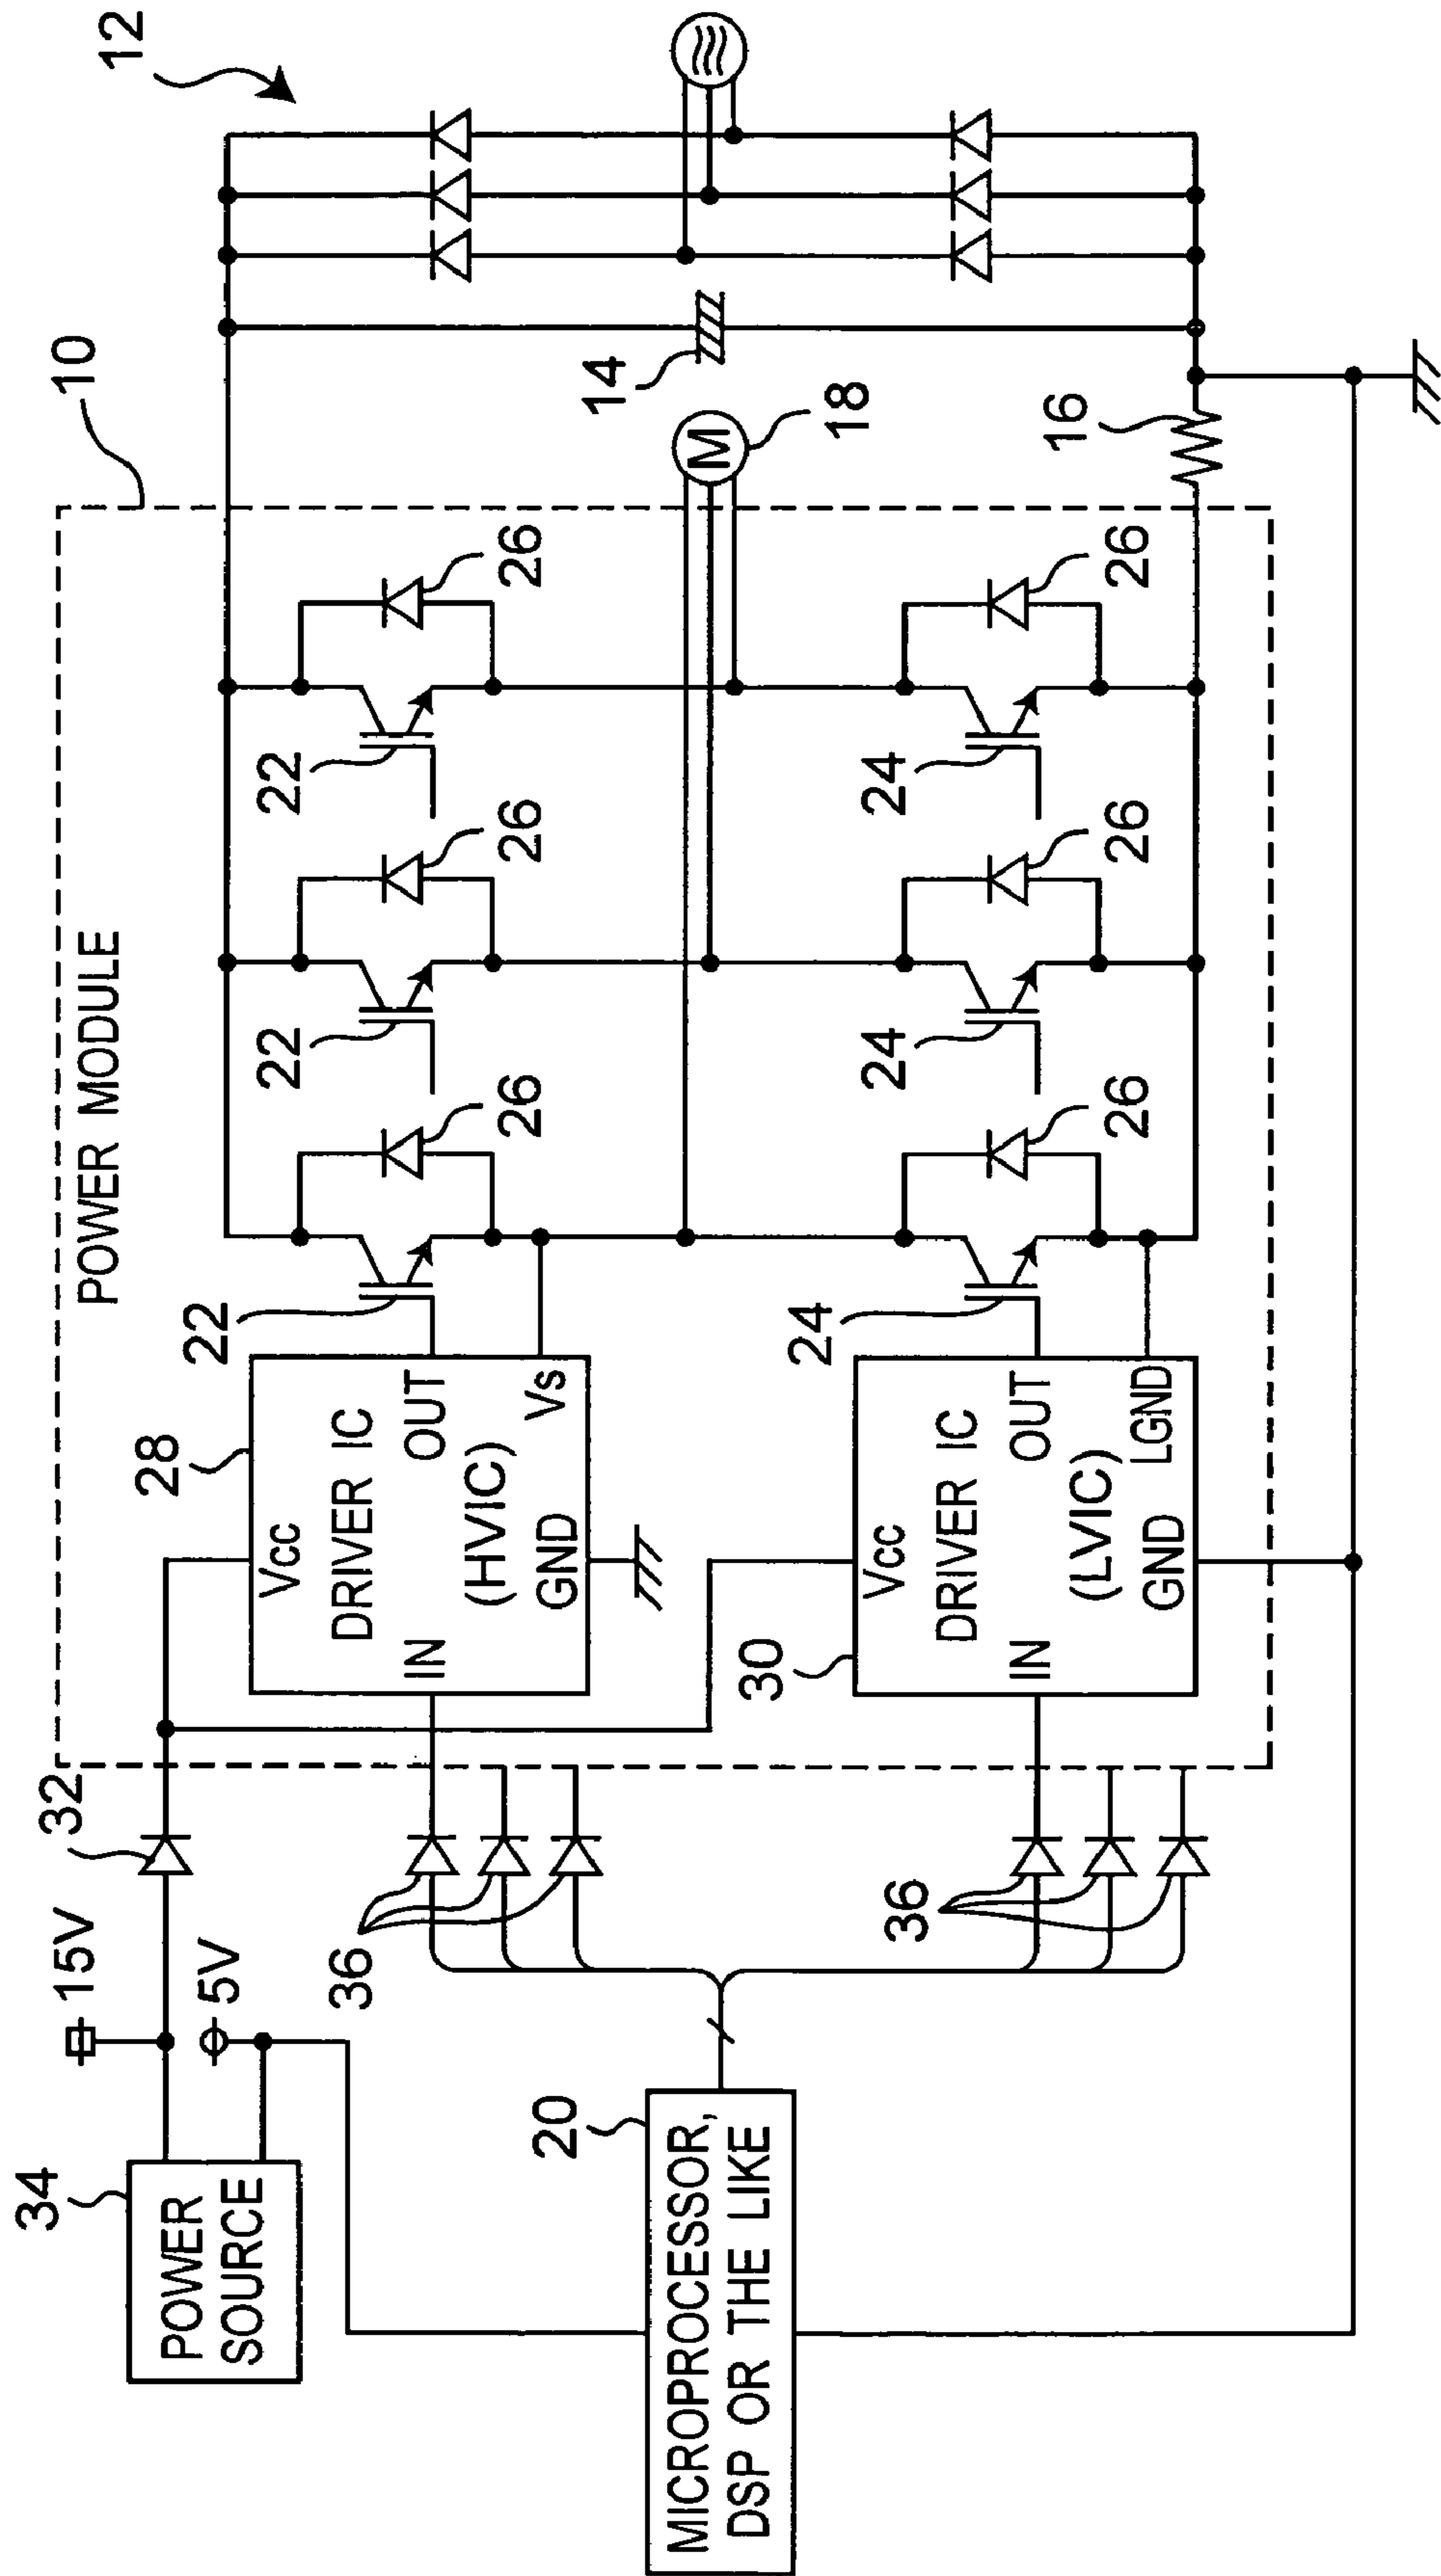 POWER MODULE
10
12
34
POWER
SOURCE
15V
5V
32
28
Vcc
DRIVER IC
IN
OUT
(HVIC)
GND
Vs
22
26
22
26
22
26
14
M
18
36
20
MICROPROCESSOR,
DSP OR THE LIKE
36
30
Vcc
DRIVER IC
IN
OUT
(LVIC)
GND
LGND
24
26
24
26
24
26
16